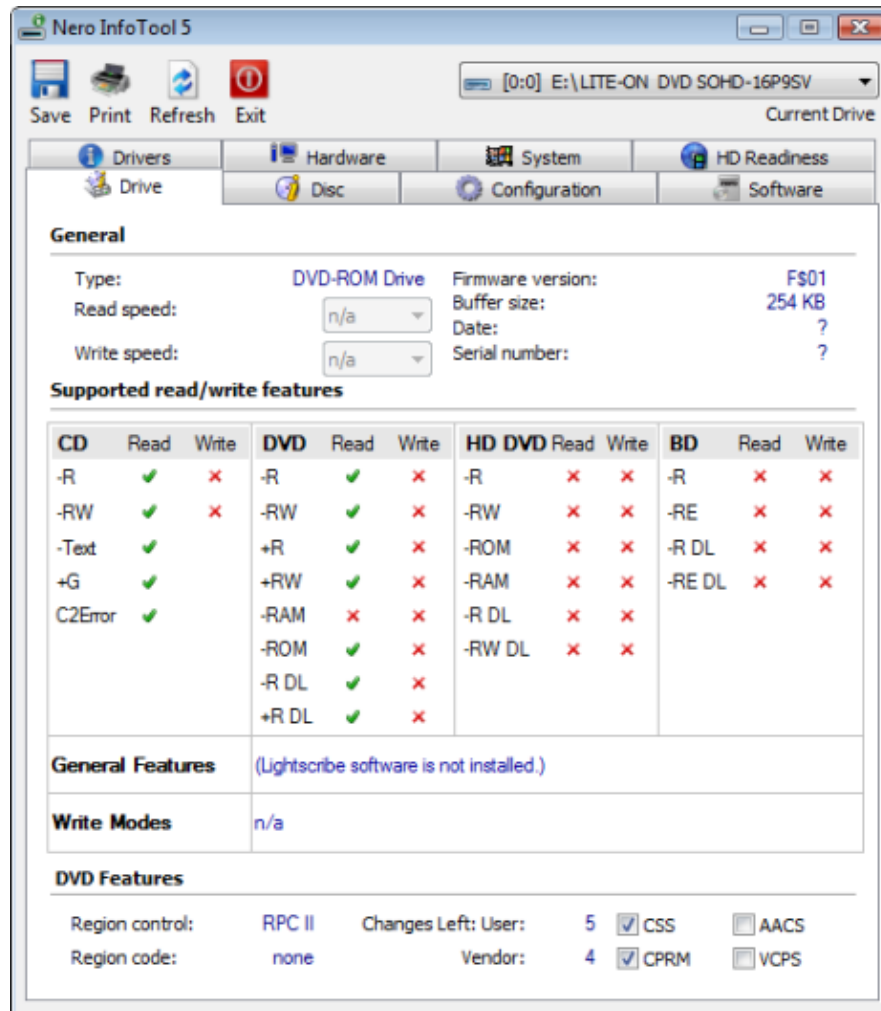 Nero InfoTool 5
[0:0] E:\LITE-ON DVD SOHD-16P9SV
Save Print Refresh Exit Current Drive
Drivers Hardware System HD Readiness
Drive Disc Configuration Software
General
Type: DVD-ROM Drive Firmware version: F$01
Read speed: n/a Buffer size: 254 KB
Date: ?
Write speed: n/a Serial number: ?
Supported read/write features
CD Read Write DVD Read Write HD DVD Read Write BD Read Write
-R -R -R -R
-RW -RW -RW -RE
-Text +R -ROM -R DL
+G +RW -RAM -RE DL
C2Error -RAM -R DL
-ROM -RW DL
-R DL
+R DL
General Features (Lightscribe software is not installed.)
Write Modes n/a
DVD Features
Region control: RPC II Changes Left: User: 5 CSS AACS
Region code: none Vendor: 4 CPRM VCPS